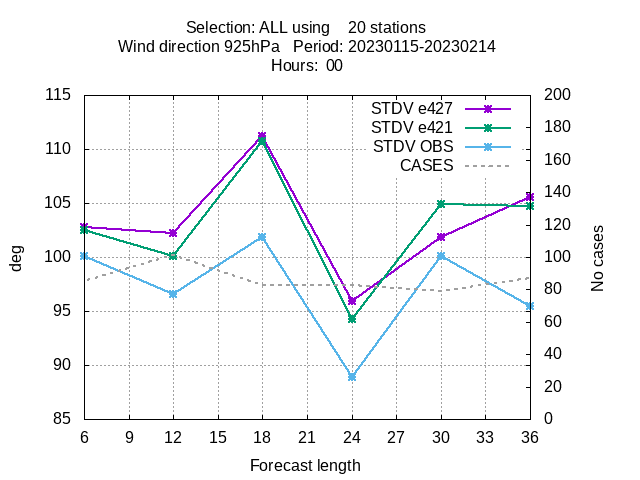 Selection: ALL using    20 stations
Wind direction 925hPa   Period: 20230115-20230214
Hours:  00
STDV e427
STDV e421
STDV OBS
CASES
115
110
105
100
95
90
85
deg
200
180
160
140
120
100
80
60
40
20
0
No cases
6 9 12 15 18 21 24 27 30 33 36
Forecast length